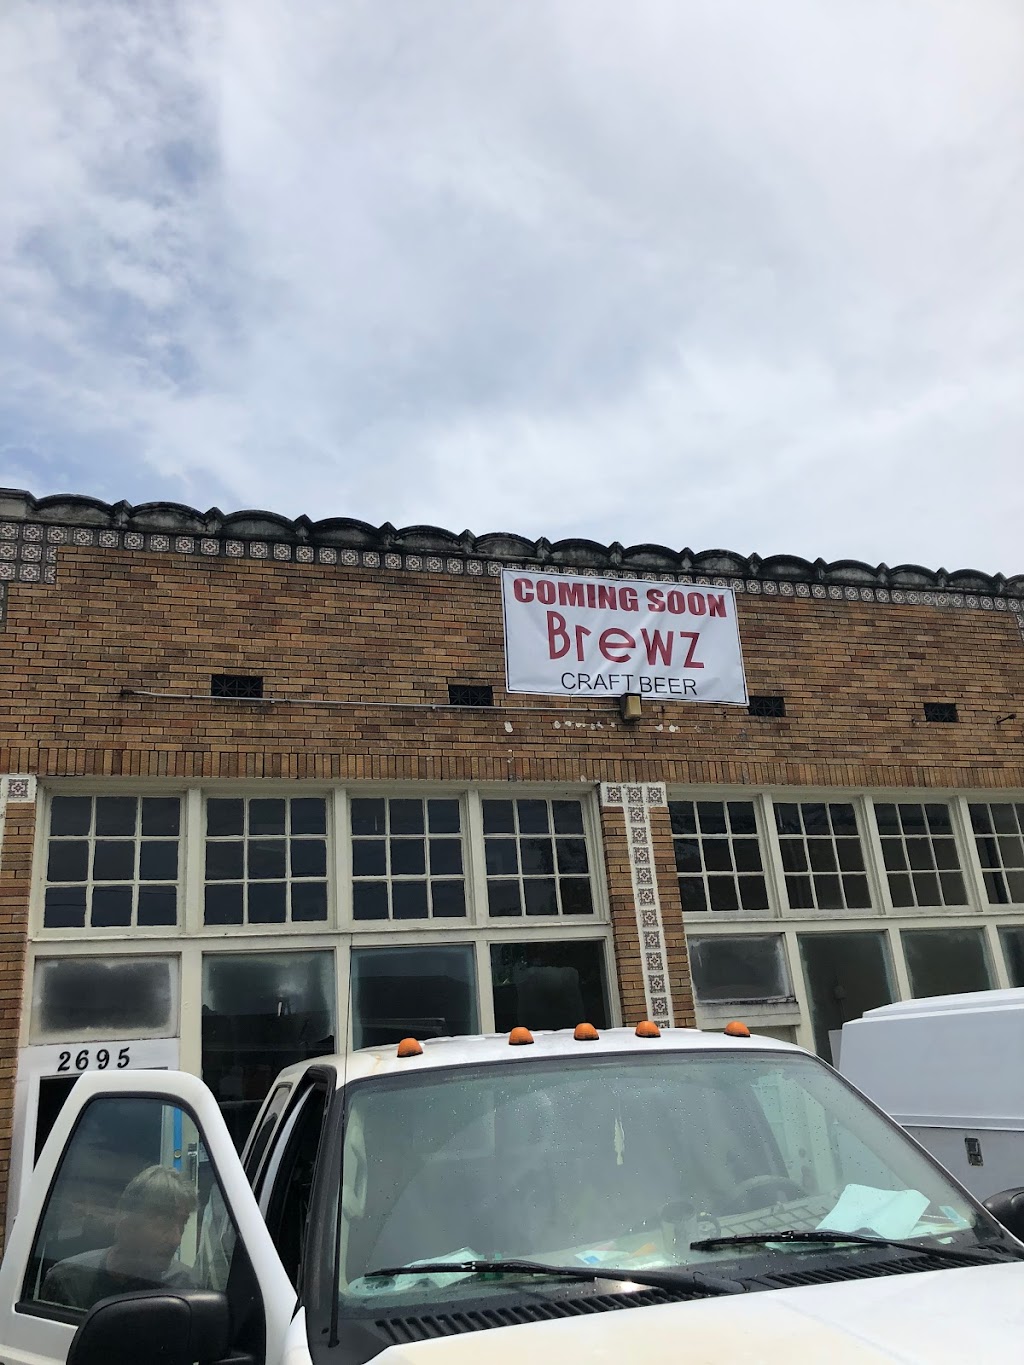 COMING SOON
Brewz
CRAFT BEER
2695